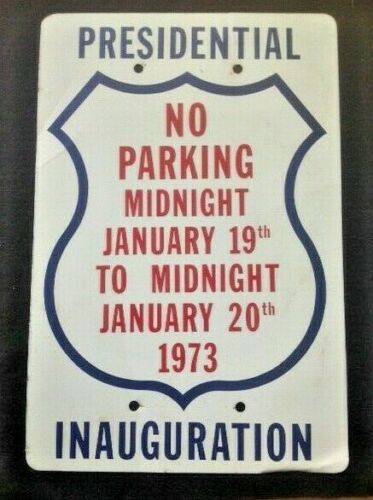 PRESIDENTIAL
NO
PARKING
MIDNIGHT
JANUARY 19th
TO MIDNIGHT
JANUARY 20th
1973
INAUGURATION